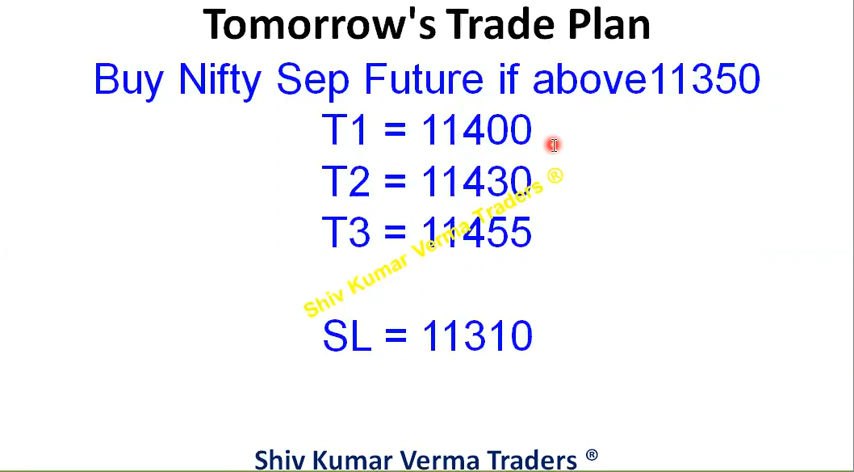 Tomorrow's Trade Plan
Buy Nifty Sep Future if above11350
T1 = 11400
T2 = 11430
T3 = 11455
Shiv Kumar Verma Traders ®
SL = 11310
Shiv Kumar Verma Traders ®